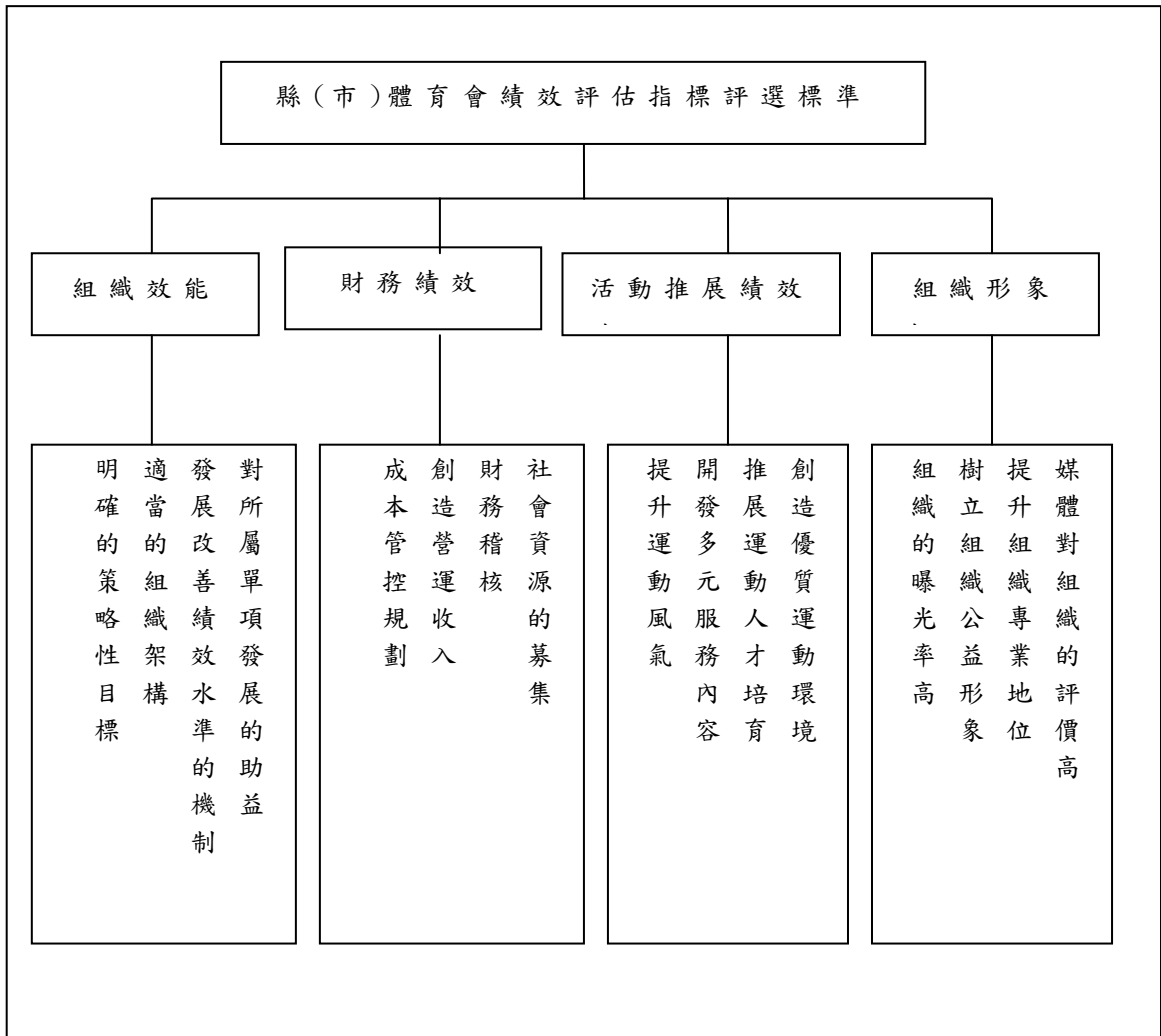 縣(市)體育會績效評估指標評選標準
組織效能
財務績效
活動推展績效
組織形象
對所屬單項發展的助益
發展改善績效水準的機制
適當的組織架構
明確的策略性目標
社會資源的募集
財務稽核
創造營運收入
成本管控規劃
創造優質運動環境
推展運動人才培育
開發多元服務內容
提升運動風氣
媒體對組織的評價高
提升組織專業地位
樹立組織公益形象
組織的曝光率高